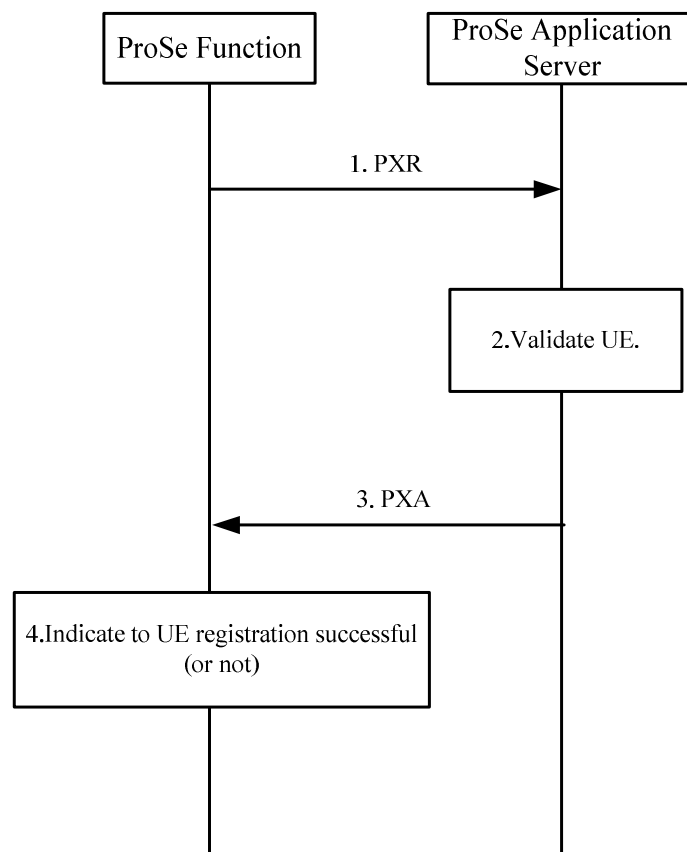 ProSe Function
ProSe Application
Server
1. PXR
2.Validate UE.
3. PXA
4.Indicate to UE registration successful
(or not)